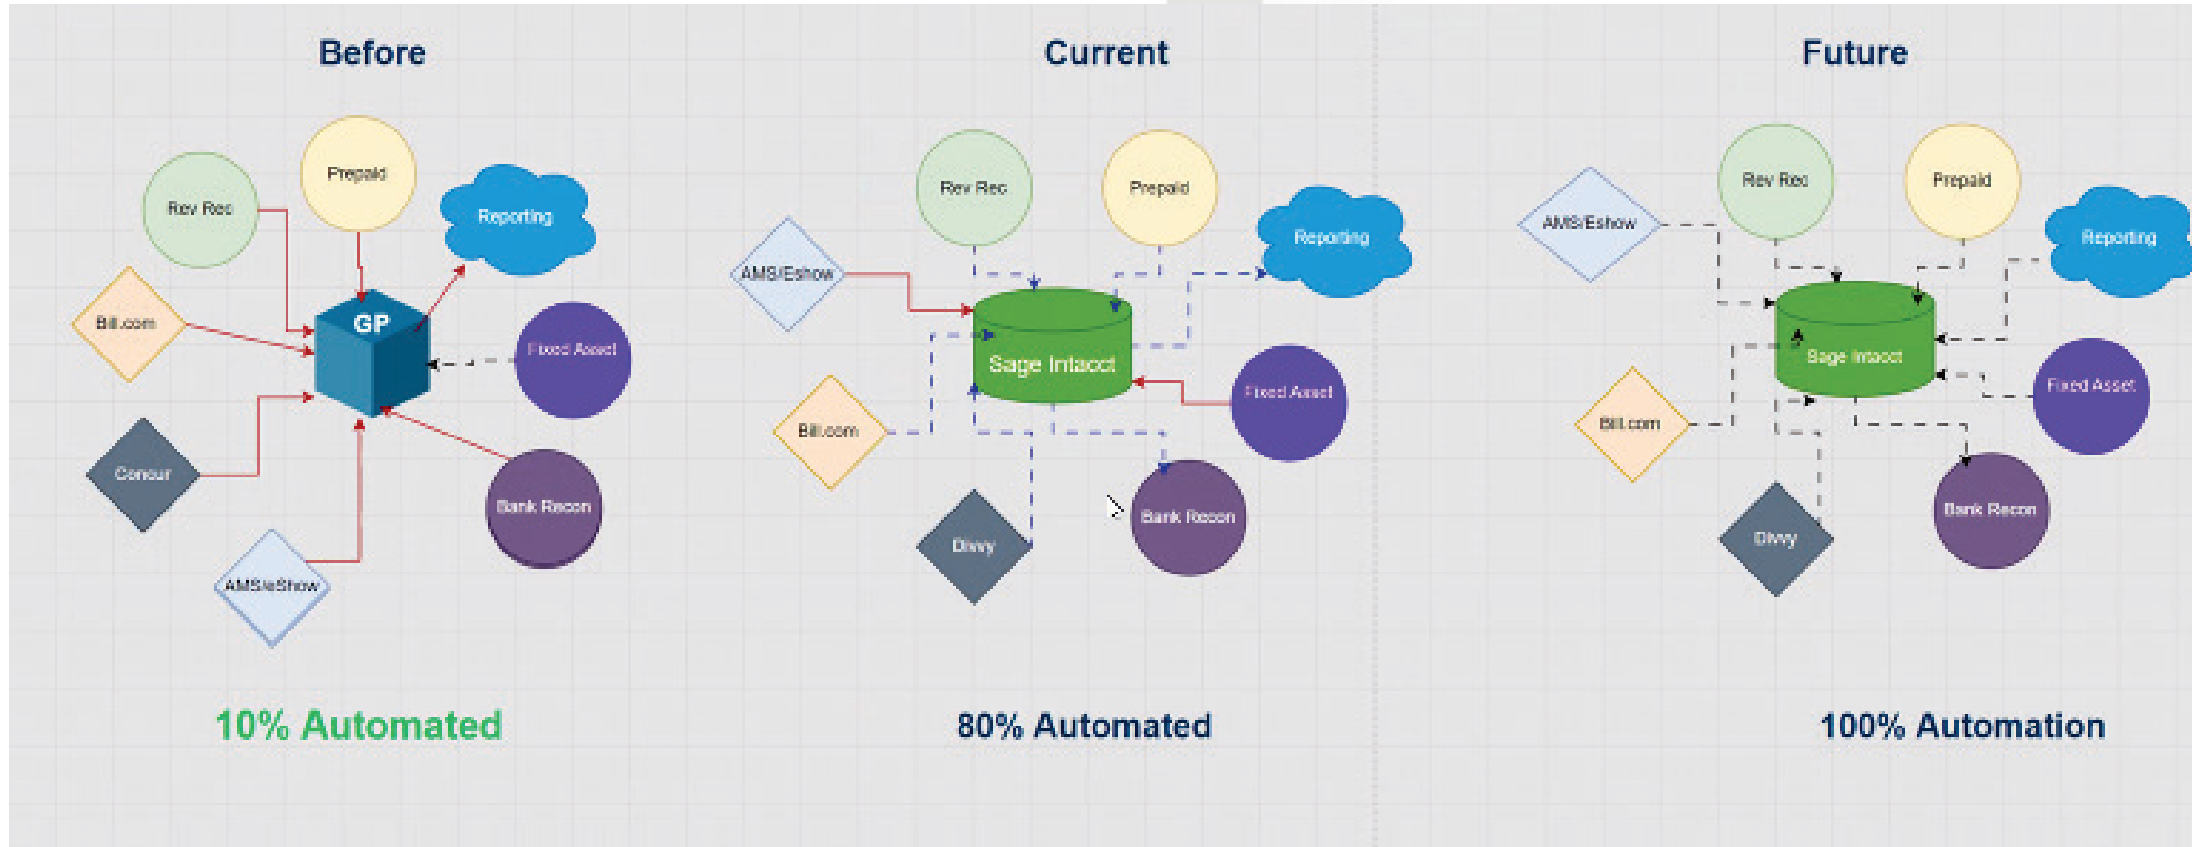 Before
Prepaid
Rev Rec
Reporting
Bill.com
GP
Fixed Asset
Concur
Bank Recon
AMS/eShow
10% Automated
Current
Rev Rec
Prepaid
Reporting
AMS/Eshow
Sage Intacct
Fixed Asset
Bill.com
Bank Recon
Divvy
80% Automated
Future
Rev Rec
Prepaid
AMS/Eshow
Reporting
Sage Intacct
Fixed Asset
Bill.com
Bank Recon
Divvy
100% Automation